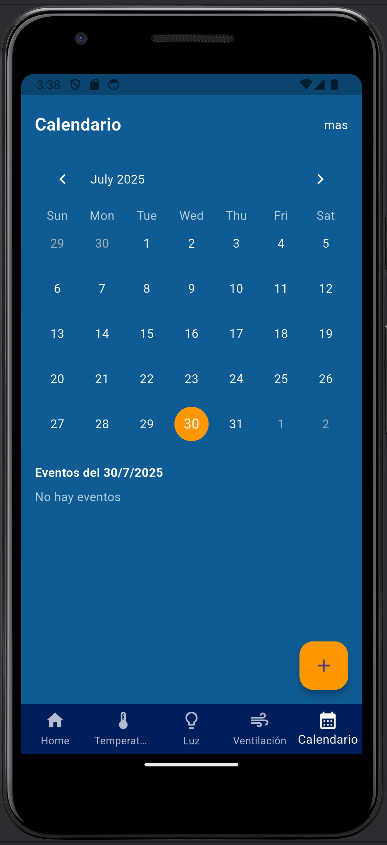 3:38
Calendario mas
July 2025
Sun Mon Tue Wed Thu Fri Sat
29 30 1 2 3 4 5
6 7 8 9 10 11 12
13 14 15 16 17 18 19
20 21 22 23 24 25 26
27 28 29 30 31 1 2
Eventos del 30/7/2025
No hay eventos
+
Home Temperat... Luz Ventilación Calendario